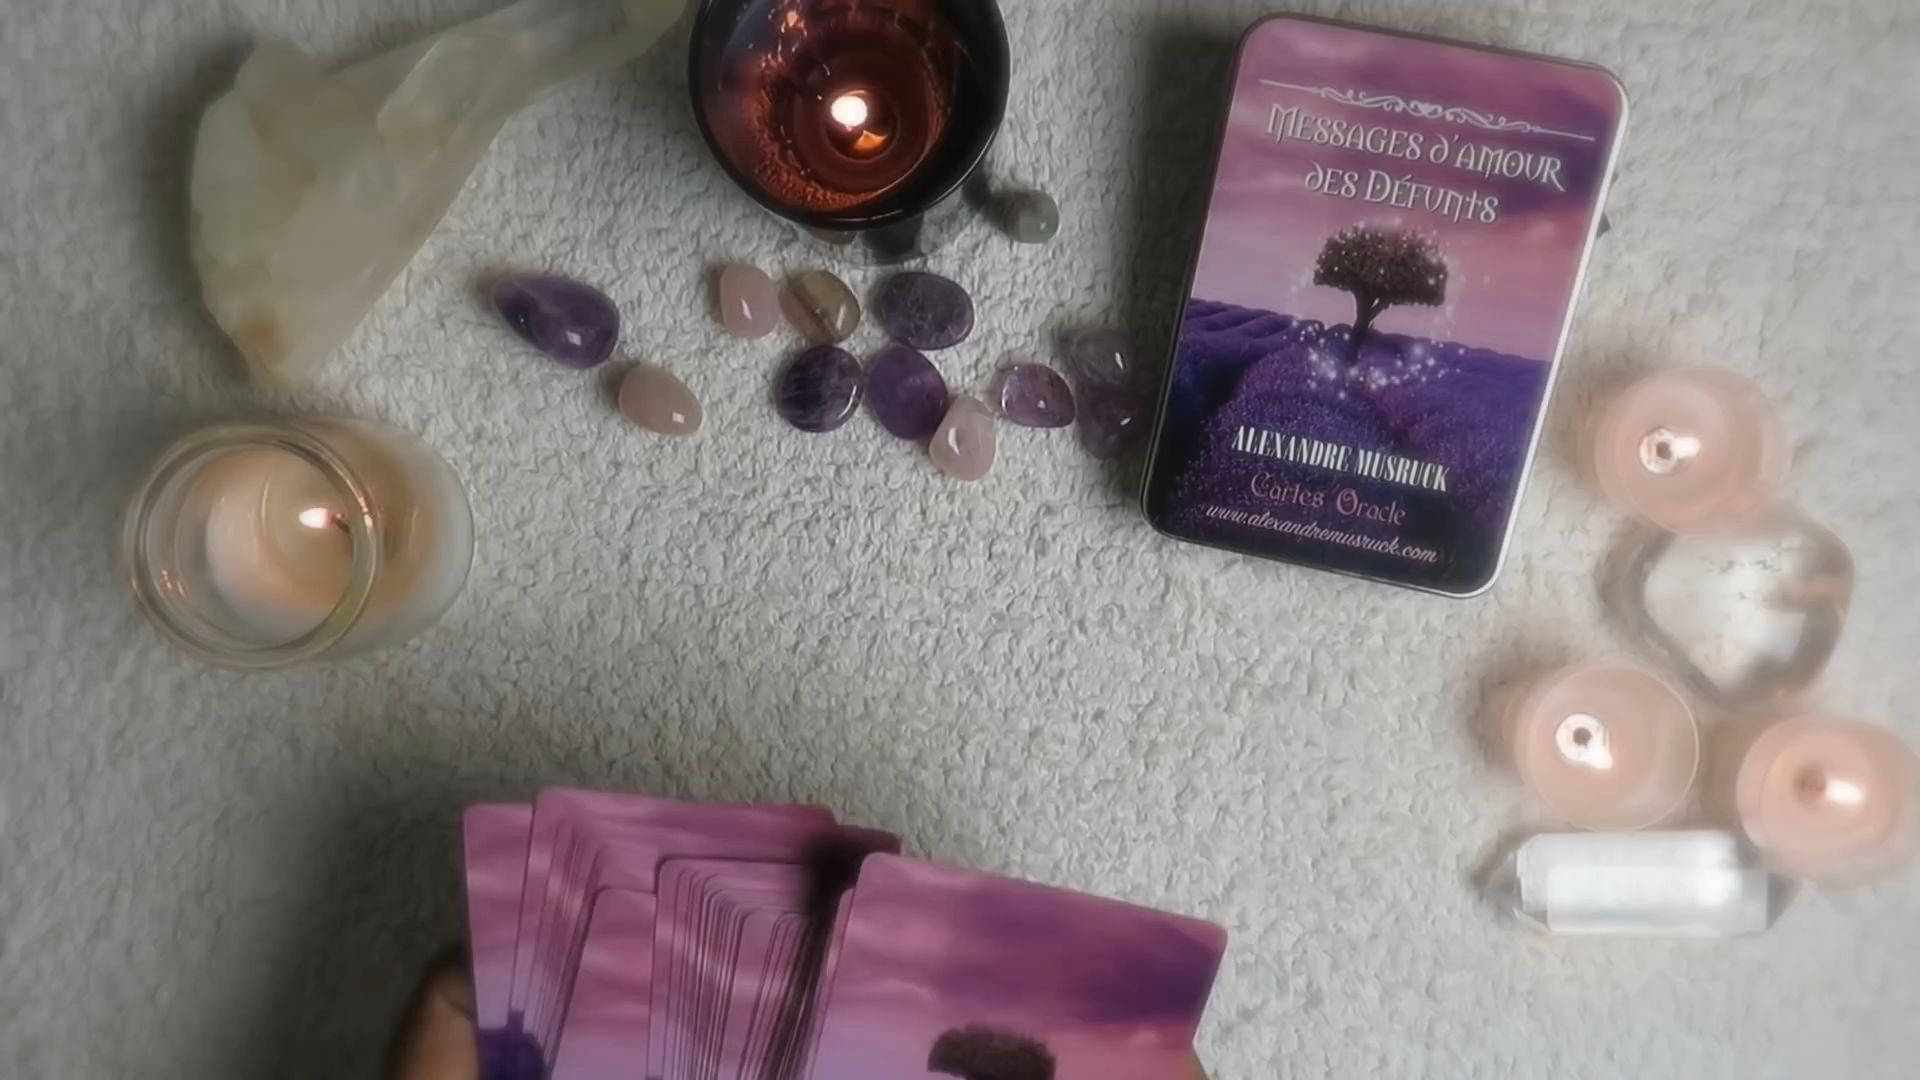 Messages d'amour
des Défunts
ALEXANDRE MUSRUCK
Cartes Oracle
www.alexandremusruck.com